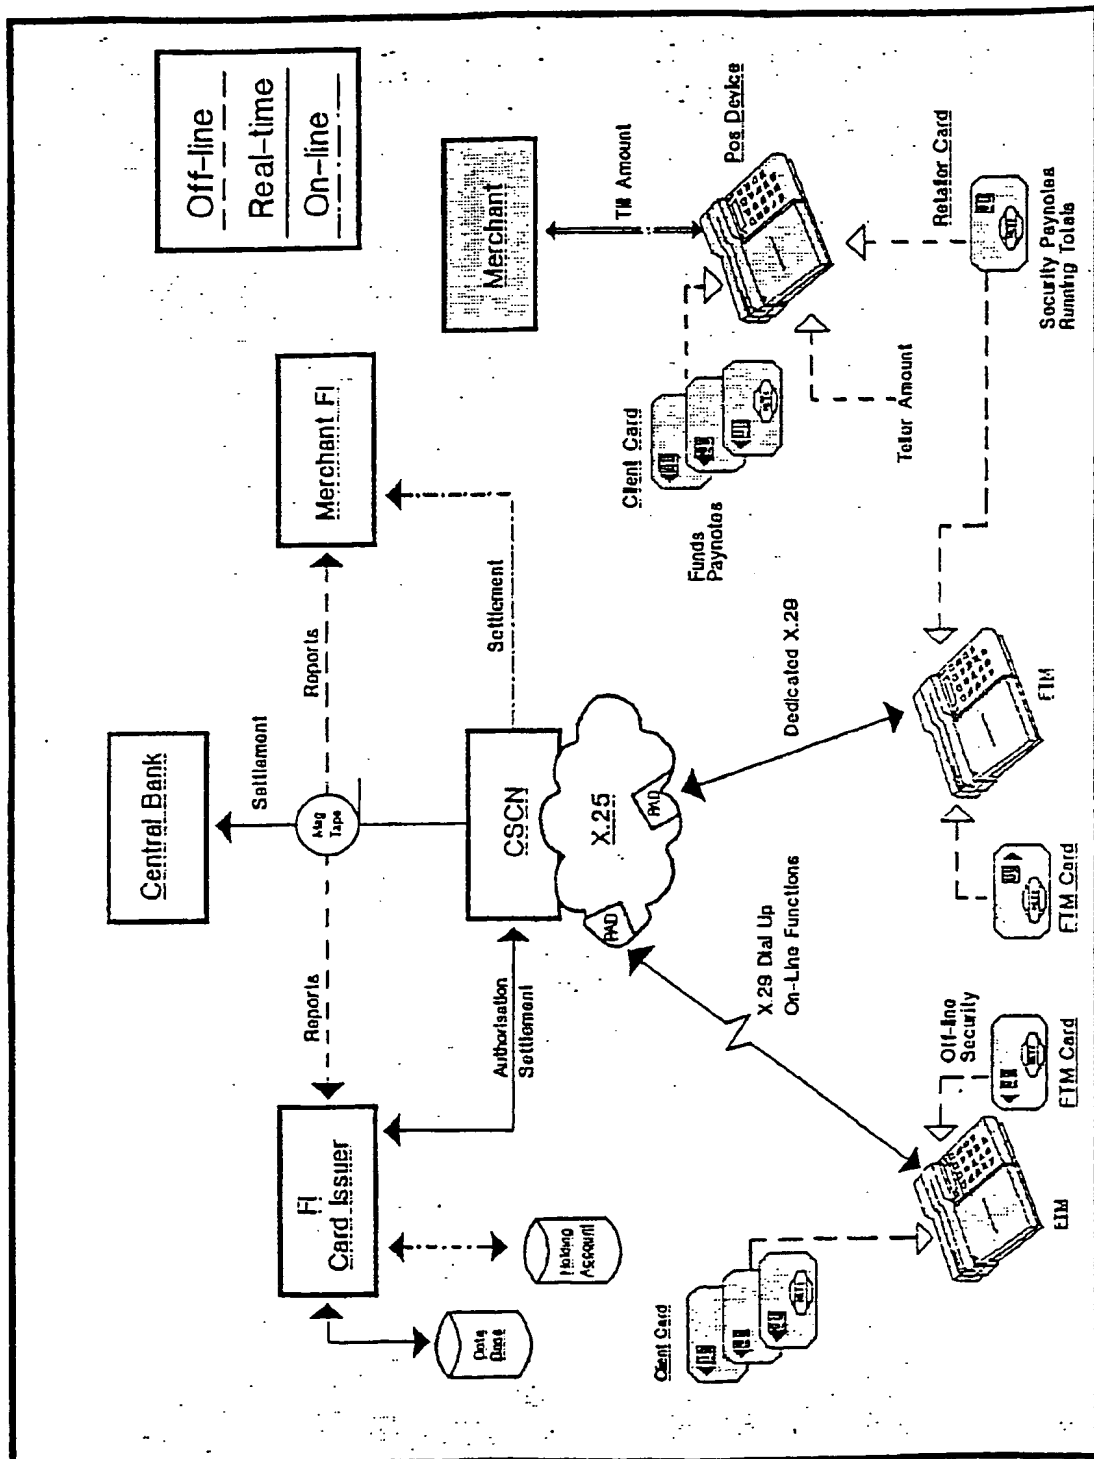 Off-line
Real-time
On-line
Central Bank
Settlement
Mag
Tape
Reports
Reports
FI
Card Issuer
Merchant FI
Merchant
Authorisation
Settlement
Settlement
CSCN
X.25
PAD
PAD
Data
Base
Holding
Account
TM Amount
Pos Device
Client Card
Funds
Paynotes
Dedicated X.29
X.29 Dial Up
On-Line Functions
Retailer Card
Security Paynotes
Running Totals
Client Card
Off-line
Security
FTM
FTM Card
FTM Card
FTM